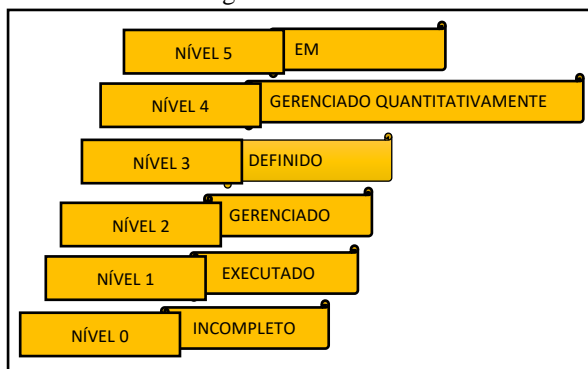 NÍVEL 5 EM
NÍVEL 4 GERENCIADO QUANTITATIVAMENTE
NÍVEL 3 DEFINIDO
NÍVEL 2 GERENCIADO
NÍVEL 1 EXECUTADO
NÍVEL 0 INCOMPLETO